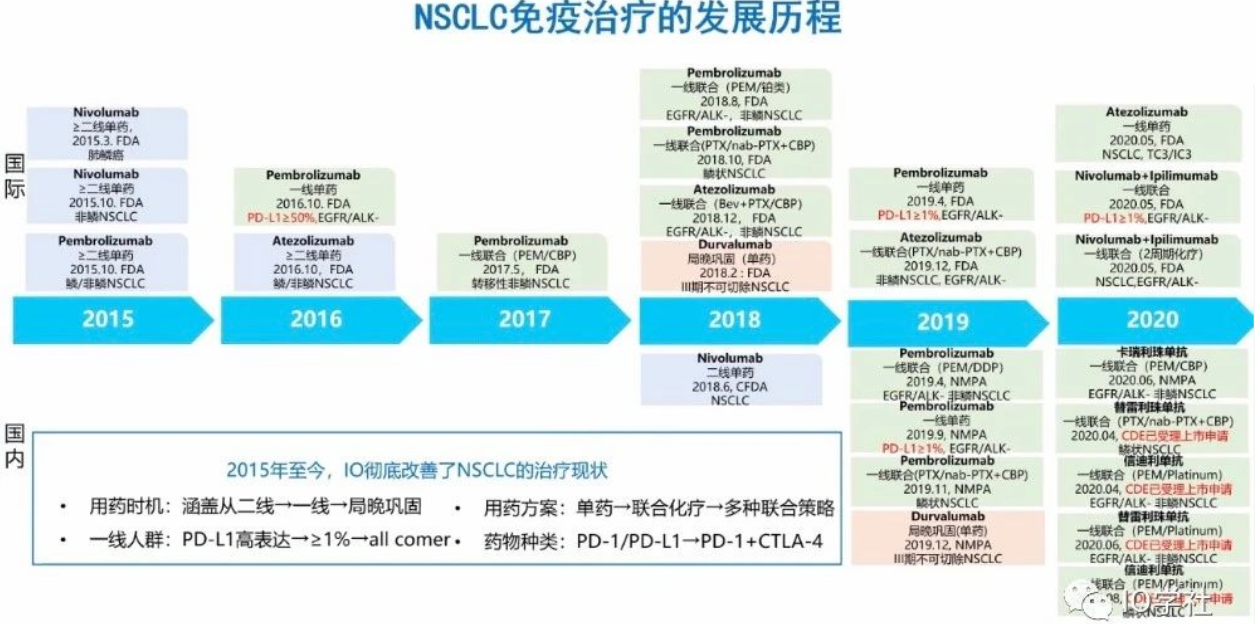 NSCLC免疫治疗的发展历程
国际
Nivolumab
≥二线单药,
2015.3. FDA
肺鳞癌
Nivolumab
≥二线单药
2015.10. FDA
非鳞NSCLC
Pembrolizumab
≥二线单药
2015.10. FDA
鳞/非鳞NSCLC
Pembrolizumab
一线单药
2016.10. FDA
PD-L1≥50%,EGFR/ALK-
Atezolizumab
≥二线单药
2016.10, FDA
鳞/非鳞NSCLC
Pembrolizumab
一线联合 (PEM/CBP)
2017.5, FDA
转移性非鳞NSCLC
Pembrolizumab
一线联合 (PEM/铂类)
2018.8, FDA
EGFR/ALK-, 非鳞NSCLC
Pembrolizumab
一线联合(PTX/nab-PTX+CBP)
2018.10, FDA
鳞状NSCLC
Atezolizumab
一线联合 (Bev+PTX/CBP)
2018.12, FDA
EGFR/ALK-, 非鳞NSCLC
Durvalumab
局晚巩固 (单药)
2018.2 : FDA
III期不可切除NSCLC
Pembrolizumab
一线单药
2019.4, FDA
PD-L1≥1%,EGFR/ALK-
Atezolizumab
一线联合(PTX/nab-PTX+CBP)
2019.12, FDA
非鳞NSCLC, EGFR/ALK-
Atezolizumab
一线单药
2020.05, FDA
NSCLC, TC3/IC3
Nivolumab+Ipilimumab
一线联合
2020.05, FDA
PD-L1≥1%,EGFR/ALK-
Nivolumab+Ipilimumab
一线联合 (2周期化疗)
2020.05, FDA
NSCLC,EGFR/ALK-
2015
2016
2017
2018
2019
2020
国内
Nivolumab
二线单药
2018.6, CFDA
NSCLC
Pembrolizumab
一线联合 (PEM/DDP)
2019.4, NMPA
EGFR/ALK- 非鳞NSCLC
Pembrolizumab
一线单药
2019.9, NMPA
PD-L1≥1%, EGFR/ALK-
Pembrolizumab
一线联合(PTX/nab-PTX+CBP)
2019.11, NMPA
鳞状NSCLC
Durvalumab
局晚巩固(单药)
2019.12, NMPA
III期不可切除NSCLC
卡瑞利珠单抗
一线联合 (PEM/CBP)
2020.06, NMPA
EGFR/ALK- 非鳞NSCLC
替雷利珠单抗
一线联合 (PTX/nab-PTX+CBP)
2020.04, CDE已受理上市申请
鳞状NSCLC
信迪利单抗
一线联合 (PEM/Platinum)
2020.04, CDE已受理上市申请
EGFR/ALK- 非鳞NSCLC
替雷利珠单抗
一线联合 (PEM/Platinum)
2020.06, CDE已受理上市申请
EGFR/ALK- 非鳞NSCLC
信迪利单抗
线联合 (PEM/Platinum)
08, 申请
鳞状NSCLC
2015年至今, IO彻底改善了NSCLC的治疗现状
• 用药时机: 涵盖从二线→一线→局晚巩固
• 用药方案: 单药→联合化疗→多种联合策略
• 一线人群: PD-L1高表达→≥1%→all comer
• 药物种类: PD-1/PD-L1→PD-1+CTLA-4
IO学社